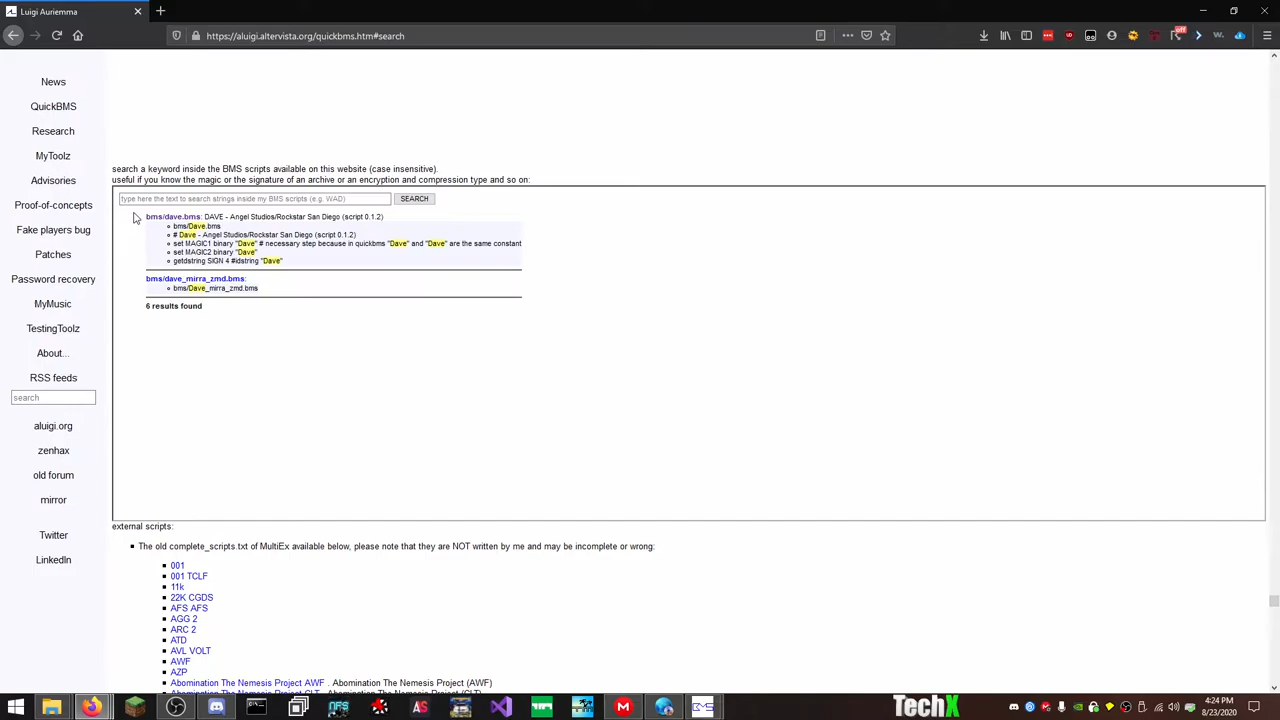 Luigi Auriemma
https://aluigi.altervista.org/quickbms.htm#search
News
QuickBMS
Research
MyToolz
Advisories
Proof-of-concepts
Fake players bug
Patches
Password recovery
MyMusic
TestingToolz
About...
RSS feeds
search
aluigi.org
zenhax
old forum
mirror
Twitter
LinkedIn
search a keyword inside the BMS scripts available on this website (case insensitive).
useful if you know the magic or the signature of an archive or an encryption and compression type and so on:
type here the text to search strings inside my BMS scripts (e.g. WAD)
SEARCH
bms/dave.bms: DAVE - Angel Studios/Rockstar San Diego (script 0.1.2)
bms/Dave.bms
# Dave - Angel Studios/Rockstar San Diego (script 0.1.2)
set MAGIC1 binary "Dave" # necessary step because in quickbms "Dave" and "Dave" are the same constant
set MAGIC2 binary "Dave"
getdstring SIGN 4 #idstring "Dave"
bms/dave_mirra_zmd.bms:
bms/Dave_mirra_zmd.bms
6 results found
external scripts:
The old complete_scripts.txt of MultiEx available below, please note that they are NOT written by me and may be incomplete or wrong:
001
001 TCLF
11k
22K CGDS
AFS AFS
AGG 2
ARC 2
ATD
AVL VOLT
AWF
AZP
Abomination The Nemesis Project AWF . Abomination The Nemesis Project (AWF)
Abomination The Nemesis Project CLT . Abomination The Nemesis Project (CLT)
TechX
4:24 PM
8/23/2020